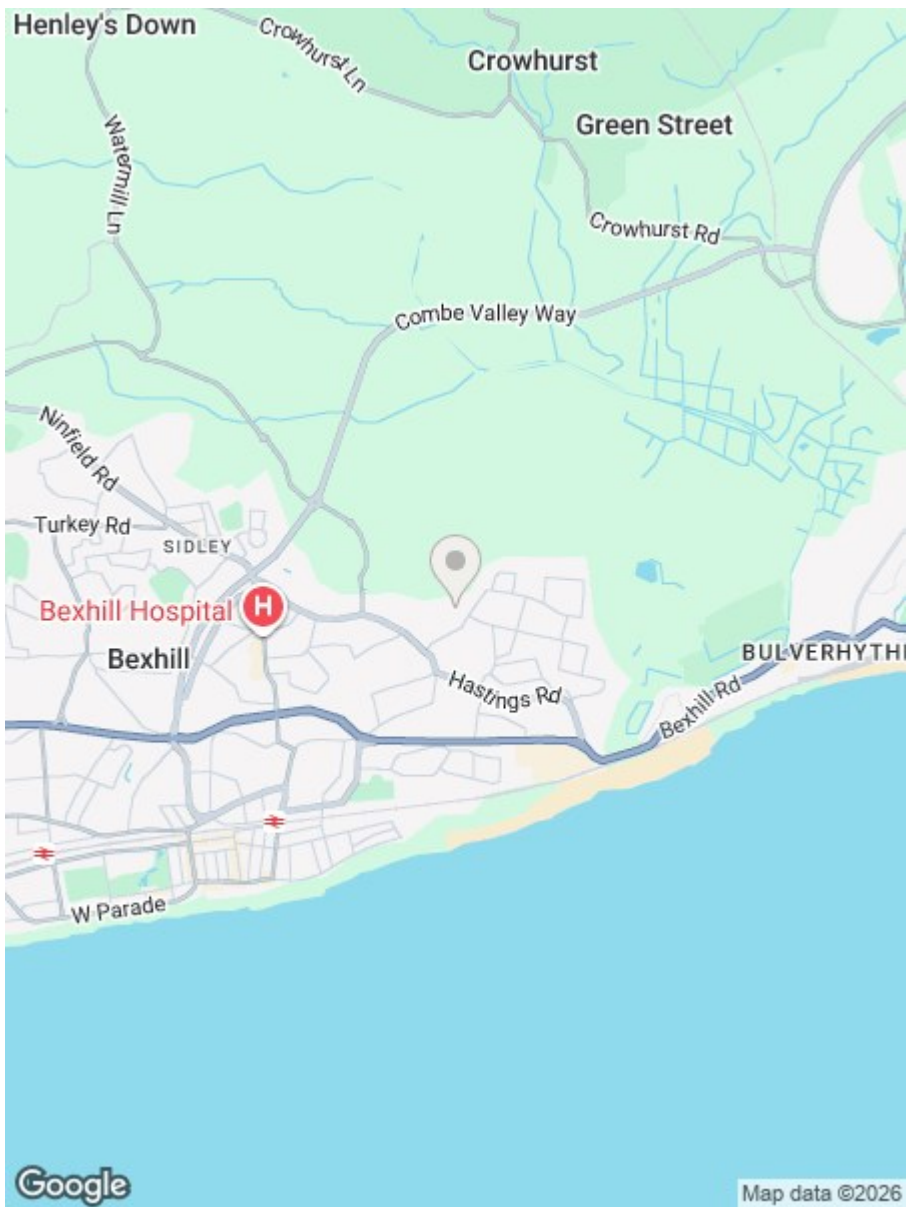 Henley's Down
Crowhurst Ln
Crowhurst
Green Street
Watermill Ln
Crowhurst Rd
Combe Valley Way
Ninfield Rd
Turkey Rd
SIDLEY
Bexhill Hospital
H
Bexhill
Hastings Rd
BULVERHYTHE
Bexhill Rd
W Parade
Google
Map data ©2026